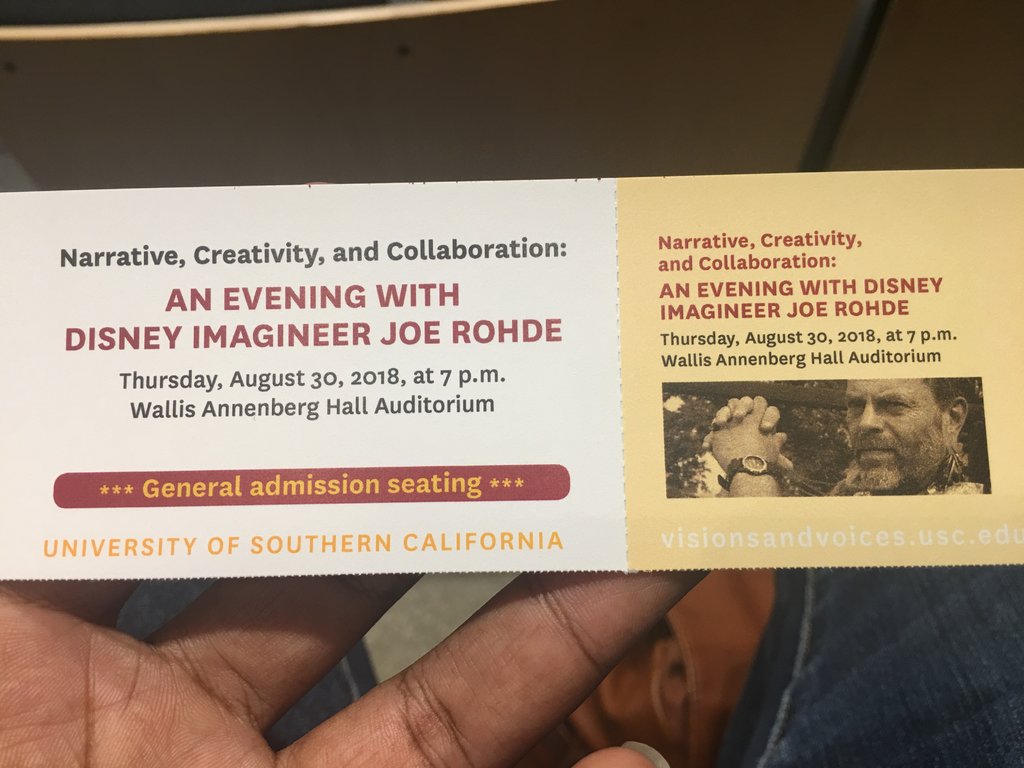 Narrative, Creativity, and Collaboration:
AN EVENING WITH
DISNEY IMAGINEER JOE ROHDE
Thursday, August 30, 2018, at 7 p.m.
Wallis Annenberg Hall Auditorium
*** General admission seating ***
UNIVERSITY OF SOUTHERN CALIFORNIA
Narrative, Creativity,
and Collaboration:
AN EVENING WITH DISNEY
IMAGINEER JOE ROHDE
Thursday, August 30, 2018, at 7 p.m.
Wallis Annenberg Hall Auditorium
visionsandvoices.usc.edu